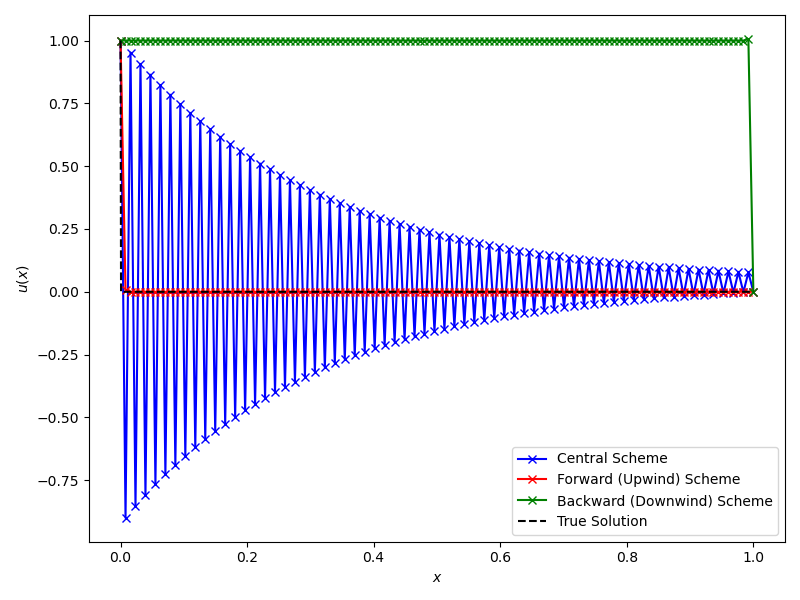 1.00
0.75
0.50
0.25
0.00
−0.25
−0.50
−0.75
u(x)
0.0 0.2 0.4 0.6 0.8 1.0
x
Central Scheme
Forward (Upwind) Scheme
Backward (Downwind) Scheme
True Solution